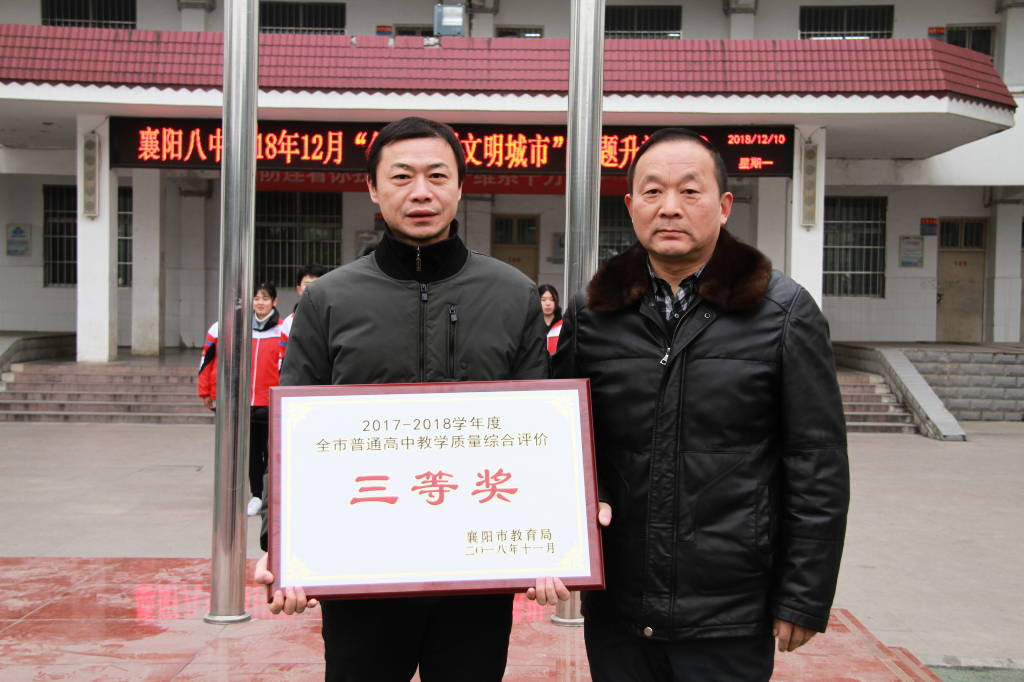 襄阳八中 18年12月“ 文明城市” 题升
2018/12/10
星期一
2017-2018学年度
全市普通高中教学质量综合评价
三等奖
襄阳市教育局
二〇一八年十一月